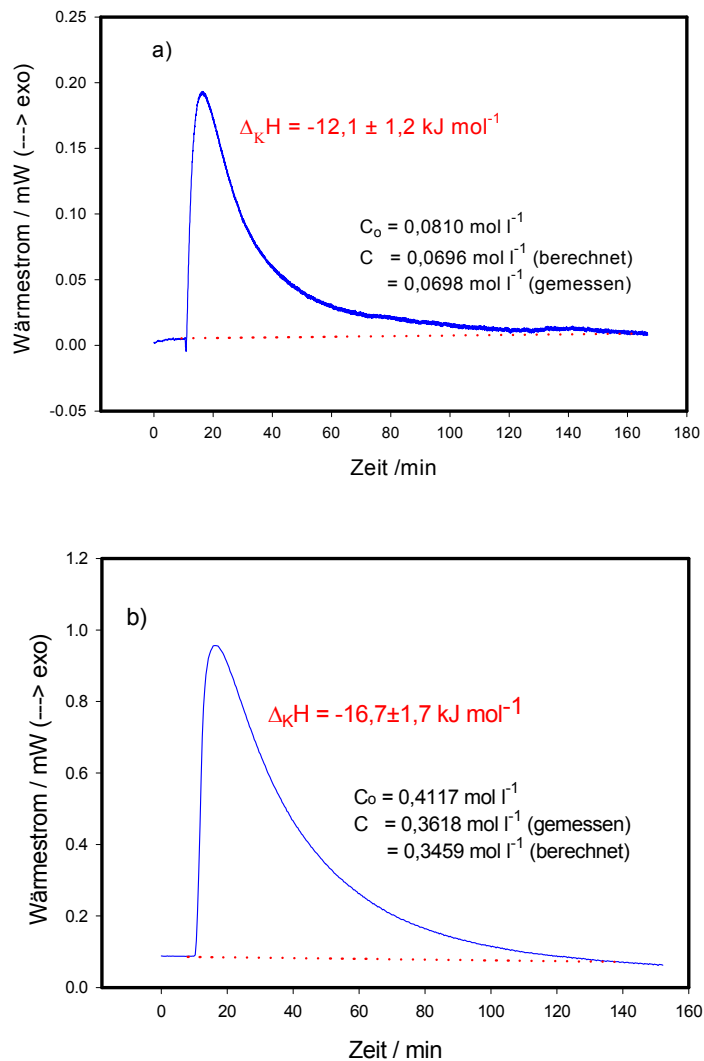 a)
Δ_K H = -12,1 ± 1,2 kJ mol⁻¹
C₀ = 0,0810 mol l⁻¹
C = 0,0696 mol l⁻¹ (berechnet)
= 0,0698 mol l⁻¹ (gemessen)
Wärmestrom / mW (---> exo)
0.25
0.20
0.15
0.10
0.05
0.00
-0.05
0 20 40 60 80 100 120 140 160 180
Zeit /min
b)
Δ_K H = -16,7±1,7 kJ mol⁻¹
C₀ = 0,4117 mol l⁻¹
C = 0,3618 mol l⁻¹ (gemessen)
= 0,3459 mol l⁻¹ (berechnet)
Wärmestrom / mW (---> exo)
1.2
1.0
0.8
0.6
0.4
0.2
0.0
0 20 40 60 80 100 120 140 160
Zeit / min